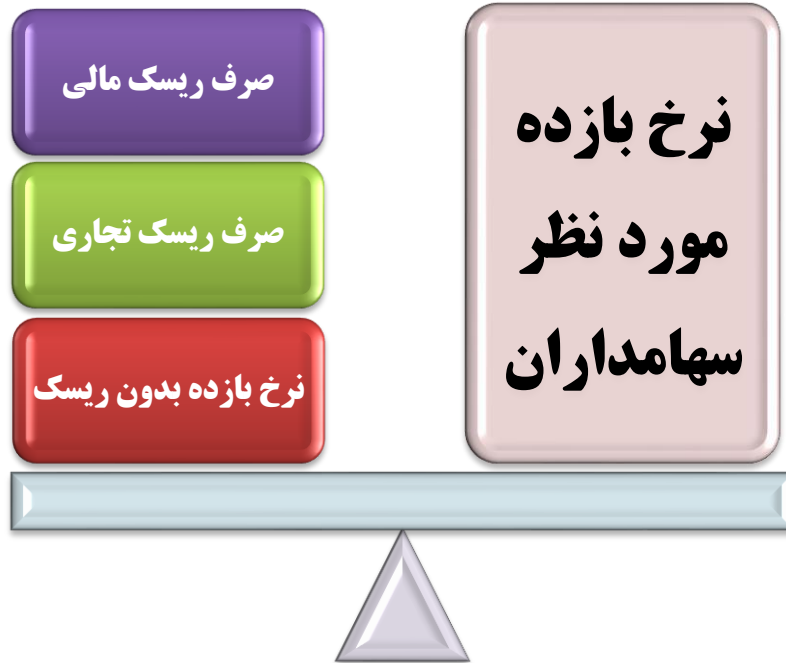 نرخ بازده
مورد نظر
سهامداران
صرف ریسک مالی
صرف ریسک تجاری
نرخ بازده بدون ریسک